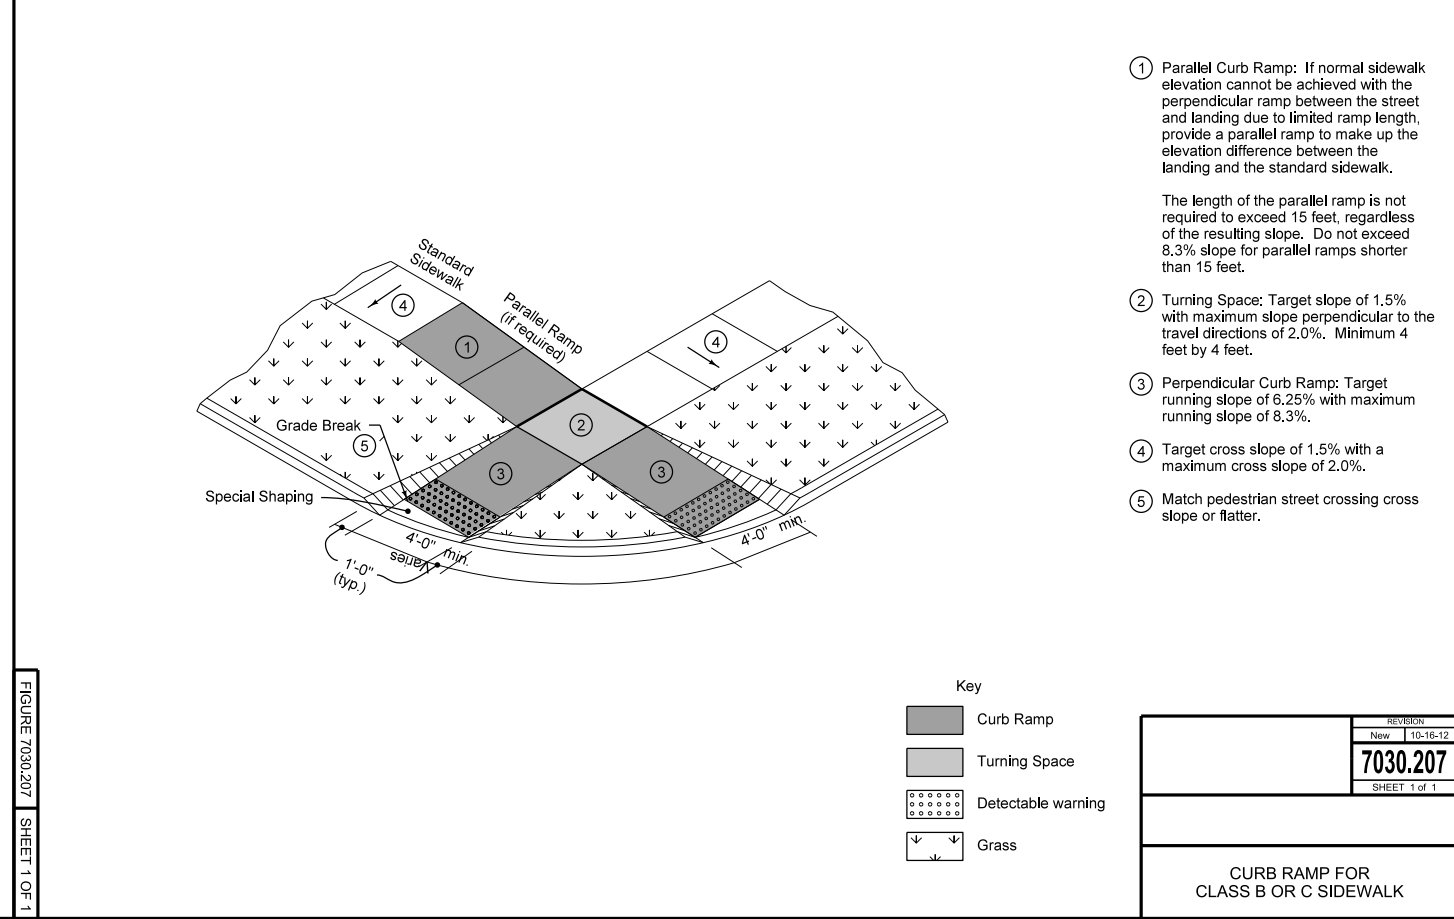 Standard
Sidewalk
Parallel Ramp
(if required)
4
1
4
2
Grade Break
5
3
3
Special Shaping
4'-0" min.
4'-0" min.
Varies
1'-0"
(typ.)
1 Parallel Curb Ramp: If normal sidewalk
elevation cannot be achieved with the
perpendicular ramp between the street
and landing due to limited ramp length,
provide a parallel ramp to make up the
elevation difference between the
landing and the standard sidewalk.
The length of the parallel ramp is not
required to exceed 15 feet, regardless
of the resulting slope. Do not exceed
8.3% slope for parallel ramps shorter
than 15 feet.
2 Turning Space: Target slope of 1.5%
with maximum slope perpendicular to the
travel directions of 2.0%. Minimum 4
feet by 4 feet.
3 Perpendicular Curb Ramp: Target
running slope of 6.25% with maximum
running slope of 8.3%.
4 Target cross slope of 1.5% with a
maximum cross slope of 2.0%.
5 Match pedestrian street crossing cross
slope or flatter.
Key
Curb Ramp
Turning Space
Detectable warning
Grass
FIGURE 7030.207
SHEET 1 OF 1
REVISION
New 10-16-12
7030.207
SHEET 1 of 1
CURB RAMP FOR
CLASS B OR C SIDEWALK